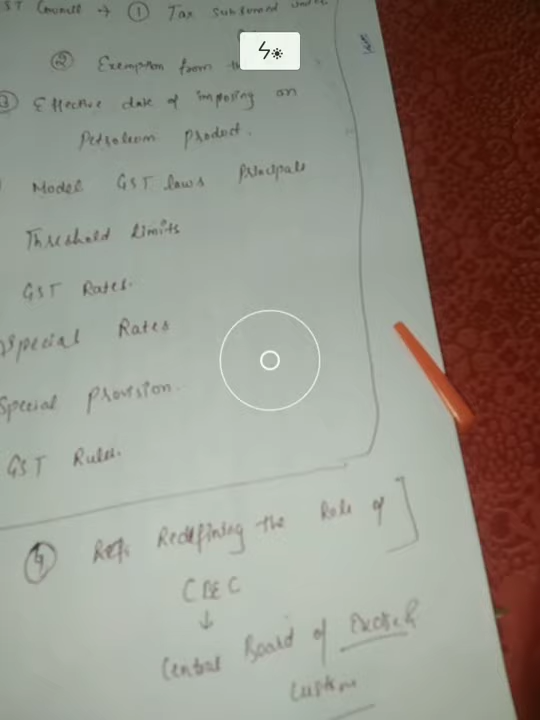 ST Council → ① Tax subsumed under
② Exemption from
③ Effective date of imposing on
Petroleum product.
Model GST laws Principals
Threshold limits
GST Rates.
Special Rates
Special Provision.
GST Rules.
④ Redefining the Role of ]
CBEC
↓
Central Board of Excise &
Custom